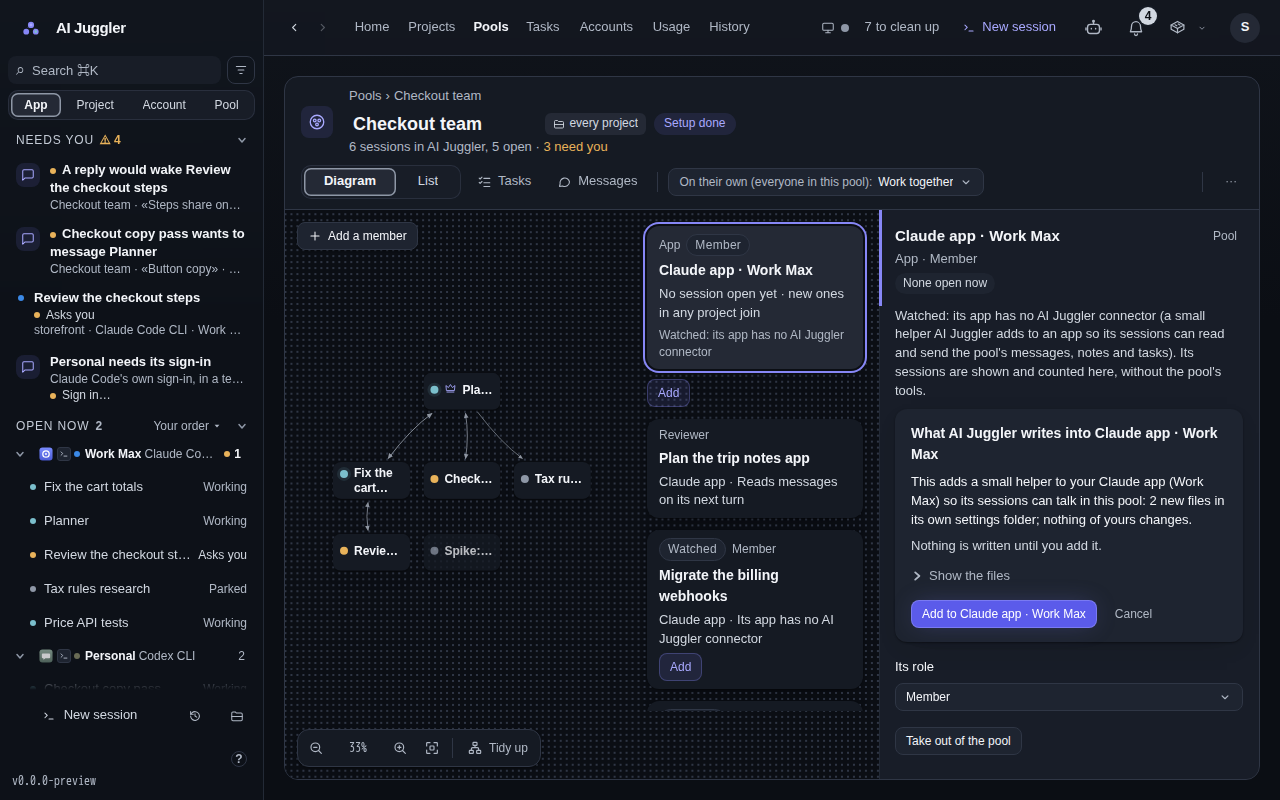 AI Juggler
Search ⌘K
App Project Account Pool
NEEDS YOU 4
A reply would wake Review the checkout steps
Checkout team · «Steps share on…
Checkout copy pass wants to message Planner
Checkout team · «Button copy» · …
Review the checkout steps
Asks you
storefront · Claude Code CLI · Work …
Personal needs its sign-in
Claude Code's own sign-in, in a te…
Sign in…
OPEN NOW 2 Your order
Work Max Claude Co… 1
Fix the cart totals Working
Planner Working
Review the checkout st… Asks you
Tax rules research Parked
Price API tests Working
Personal Codex CLI 2
New session
?
v0.0.0-preview
Home Projects Pools Tasks Accounts Usage History
7 to clean up
New session
4
S
Pools › Checkout team
Checkout team every project Setup done
6 sessions in AI Juggler, 5 open · 3 need you
Diagram List Tasks Messages
On their own (everyone in this pool): Work together
Add a member
Pla…
Fix the cart…
Check…
Tax ru…
Revie…
Spike:…
33%
Tidy up
App Member
Claude app · Work Max
No session open yet · new ones in any project join
Watched: its app has no AI Juggler connector
Add
Reviewer
Plan the trip notes app
Claude app · Reads messages on its next turn
Watched Member
Migrate the billing webhooks
Claude app · Its app has no AI Juggler connector
Add
Claude app · Work Max Pool
App · Member
None open now
Watched: its app has no AI Juggler connector (a small helper AI Juggler adds to an app so its sessions can read and send the pool's messages, notes and tasks). Its sessions are shown and counted here, without the pool's tools.
What AI Juggler writes into Claude app · Work Max
This adds a small helper to your Claude app (Work Max) so its sessions can talk in this pool: 2 new files in its own settings folder; nothing of yours changes.
Nothing is written until you add it.
Show the files
Add to Claude app · Work Max Cancel
Its role
Member
Take out of the pool